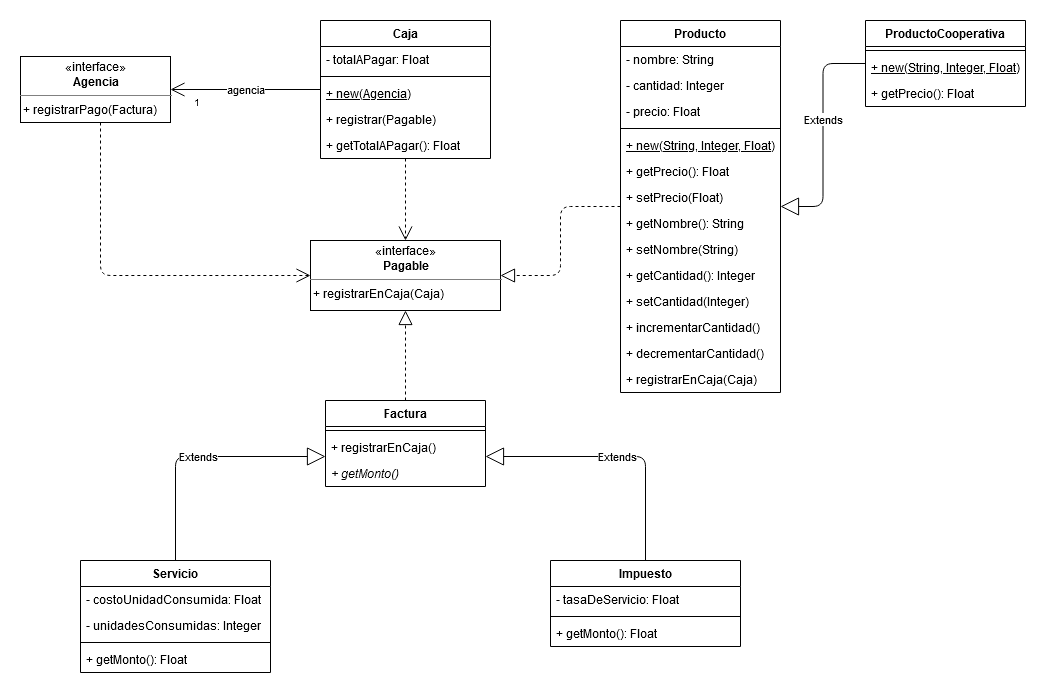 Caja
- totalAPagar: Float
+ new(Agencia)
+ registrar(Pagable)
+ getTotalAPagar(): Float
«interface»
Agencia
+ registrarPago(Factura)
agencia
1
Producto
- nombre: String
- cantidad: Integer
- precio: Float
+ new(String, Integer, Float)
+ getPrecio(): Float
+ setPrecio(Float)
+ getNombre(): String
+ setNombre(String)
+ getCantidad(): Integer
+ setCantidad(Integer)
+ incrementarCantidad()
+ decrementarCantidad()
+ registrarEnCaja(Caja)
ProductoCooperativa
+ new(String, Integer, Float)
+ getPrecio(): Float
Extends
«interface»
Pagable
+ registrarEnCaja(Caja)
Factura
+ registrarEnCaja()
+ getMonto()
Extends
Extends
Servicio
- costoUnidadConsumida: Float
- unidadesConsumidas: Integer
+ getMonto(): Float
Impuesto
- tasaDeServicio: Float
+ getMonto(): Float